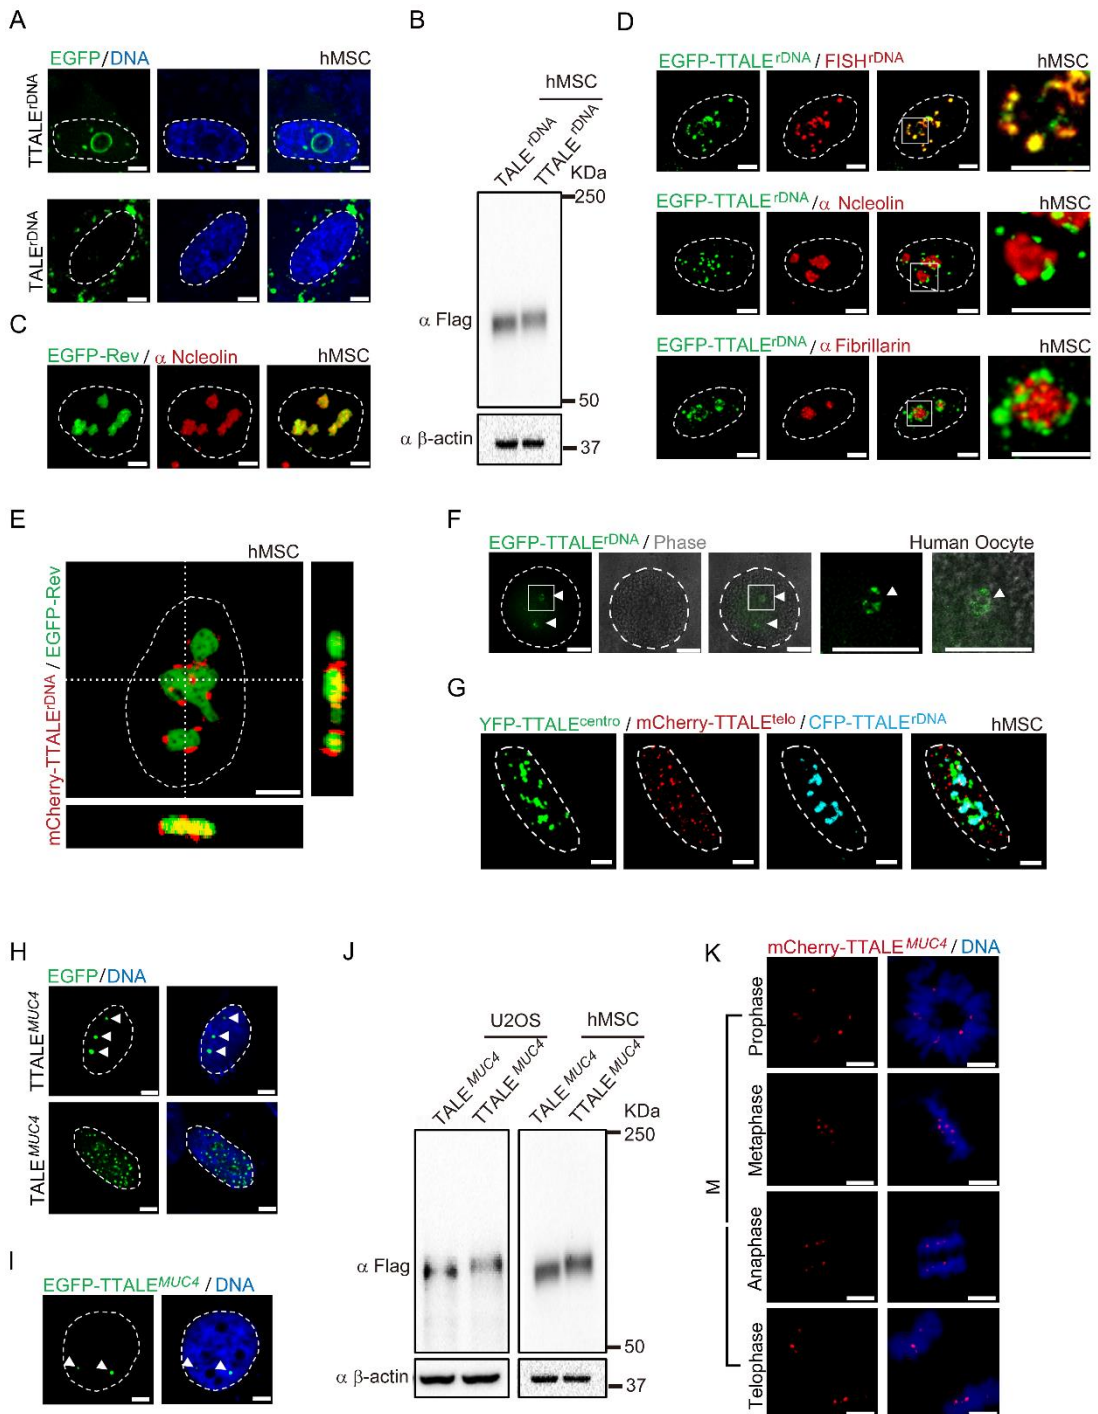 A
EGFP/DNA
hMSC
TTALE rDNA
TALE rDNA
B
hMSC
TALE rDNA
TTALE rDNA
KDa
250
α Flag
50
α β-actin
37
C
EGFP-Rev / α Ncleolin
hMSC
D
EGFP-TTALE rDNA / FISH rDNA
hMSC
EGFP-TTALE rDNA /α Ncleolin
hMSC
EGFP-TTALE rDNA / α Fibrillarin
hMSC
E
hMSC
mCherry-TTALE rDNA / EGFP-Rev
F
EGFP-TTALE rDNA / Phase
Human Oocyte
G
YFP-TTALE centro / mCherry-TTALE telo / CFP-TTALE rDNA
hMSC
H
EGFP/DNA
TTALE MUC4
TALE MUC4
I
EGFP-TTALE MUC4 / DNA
J
U2OS
hMSC
TALE MUC4
TTALE MUC4
TALE MUC4
TTALE MUC4
KDa
250
α Flag
50
α β-actin
37
K
mCherry-TTALE MUC4 / DNA
M
Prophase
Metaphase
Anaphase
Telophase